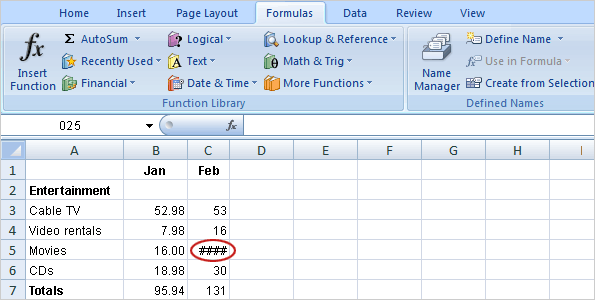 Home Insert Page Layout Formulas Data Review View Add-Ins
Insert Function
Σ AutoSum
Recently Used
Financial
Logical
Text
Date & Time
Lookup & Reference
Math & Trig
More Functions
Function Library
Name Manager
Define Name
Use in Formula
Create from Selection
Defined Names
O25 fx
A B C D E F G H I
1 Jan Feb
2 Entertainment
3 Cable TV 52.98 53
4 Video rentals 7.98 16
5 Movies 16.00 ####
6 CDs 18.98 30
7 Totals 95.94 131